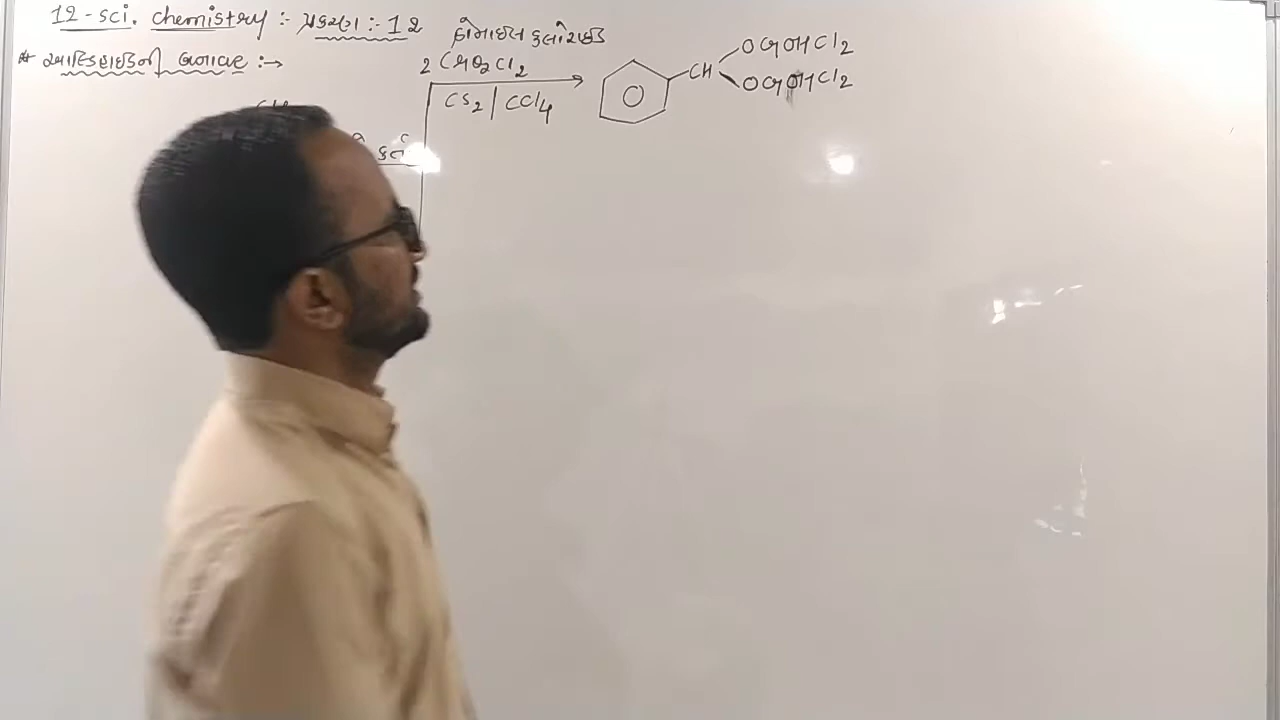 12-sci. chemistry :- પ્રકરણ :- 12
* આલ્ડિહાઇડની બનાવટ :→
ક્રોમાઇલ ક્લોરાઇડ
2 CrO2Cl2
CS2 | CCl4
CH
OCrOHCl2
OCrOHCl2